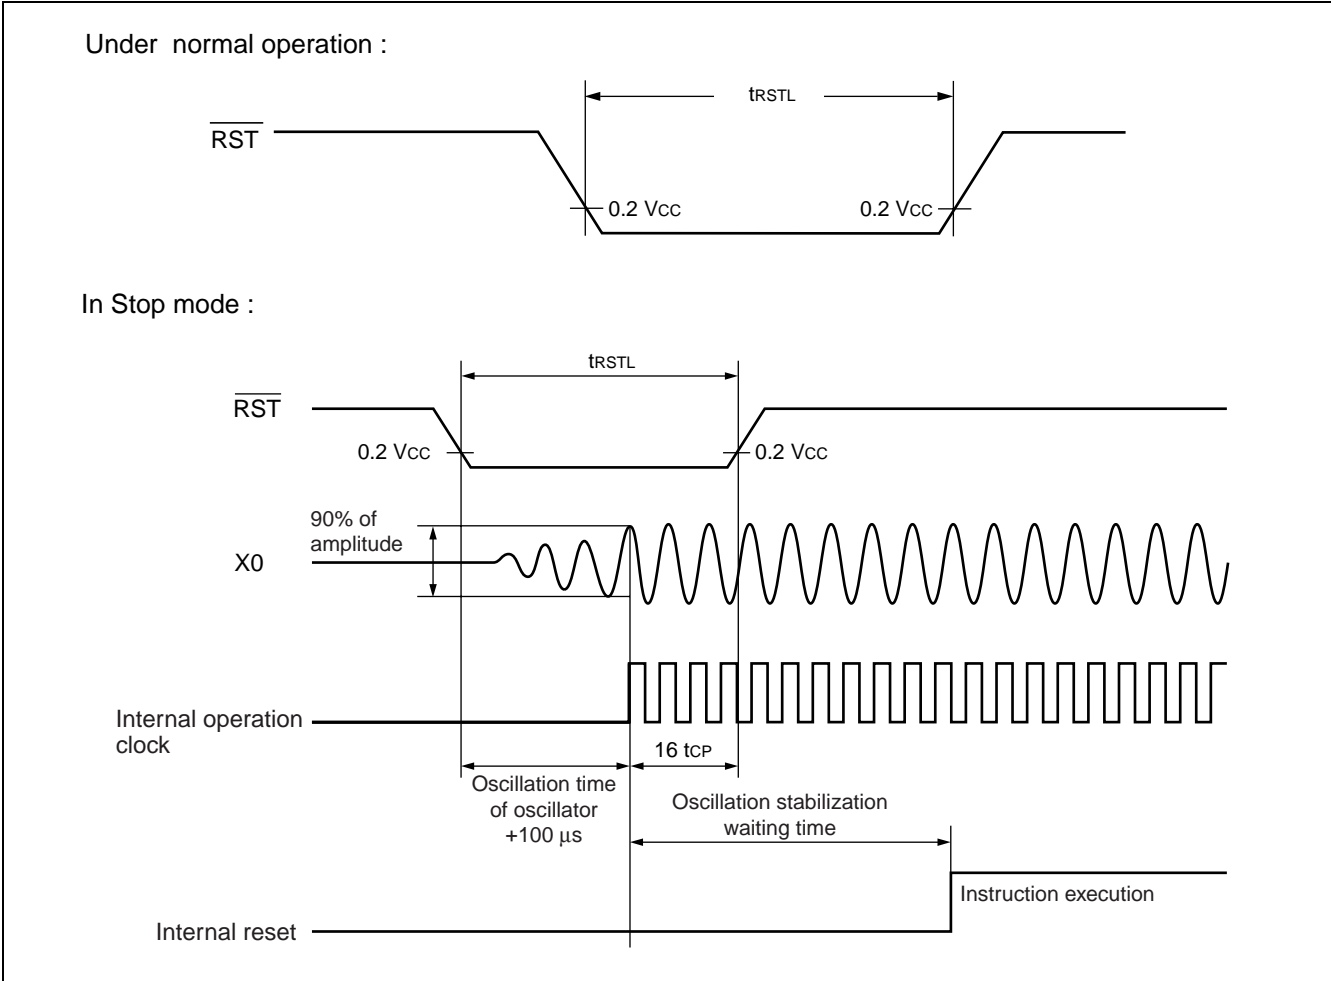 Under normal operation :
tRSTL
RST
0.2 VCC
0.2 VCC
In Stop mode :
tRSTL
RST
0.2 VCC
0.2 VCC
90% of
amplitude
X0
Internal operation
clock
16 tCP
Oscillation time
of oscillator
+100 μs
Oscillation stabilization
waiting time
Instruction execution
Internal reset